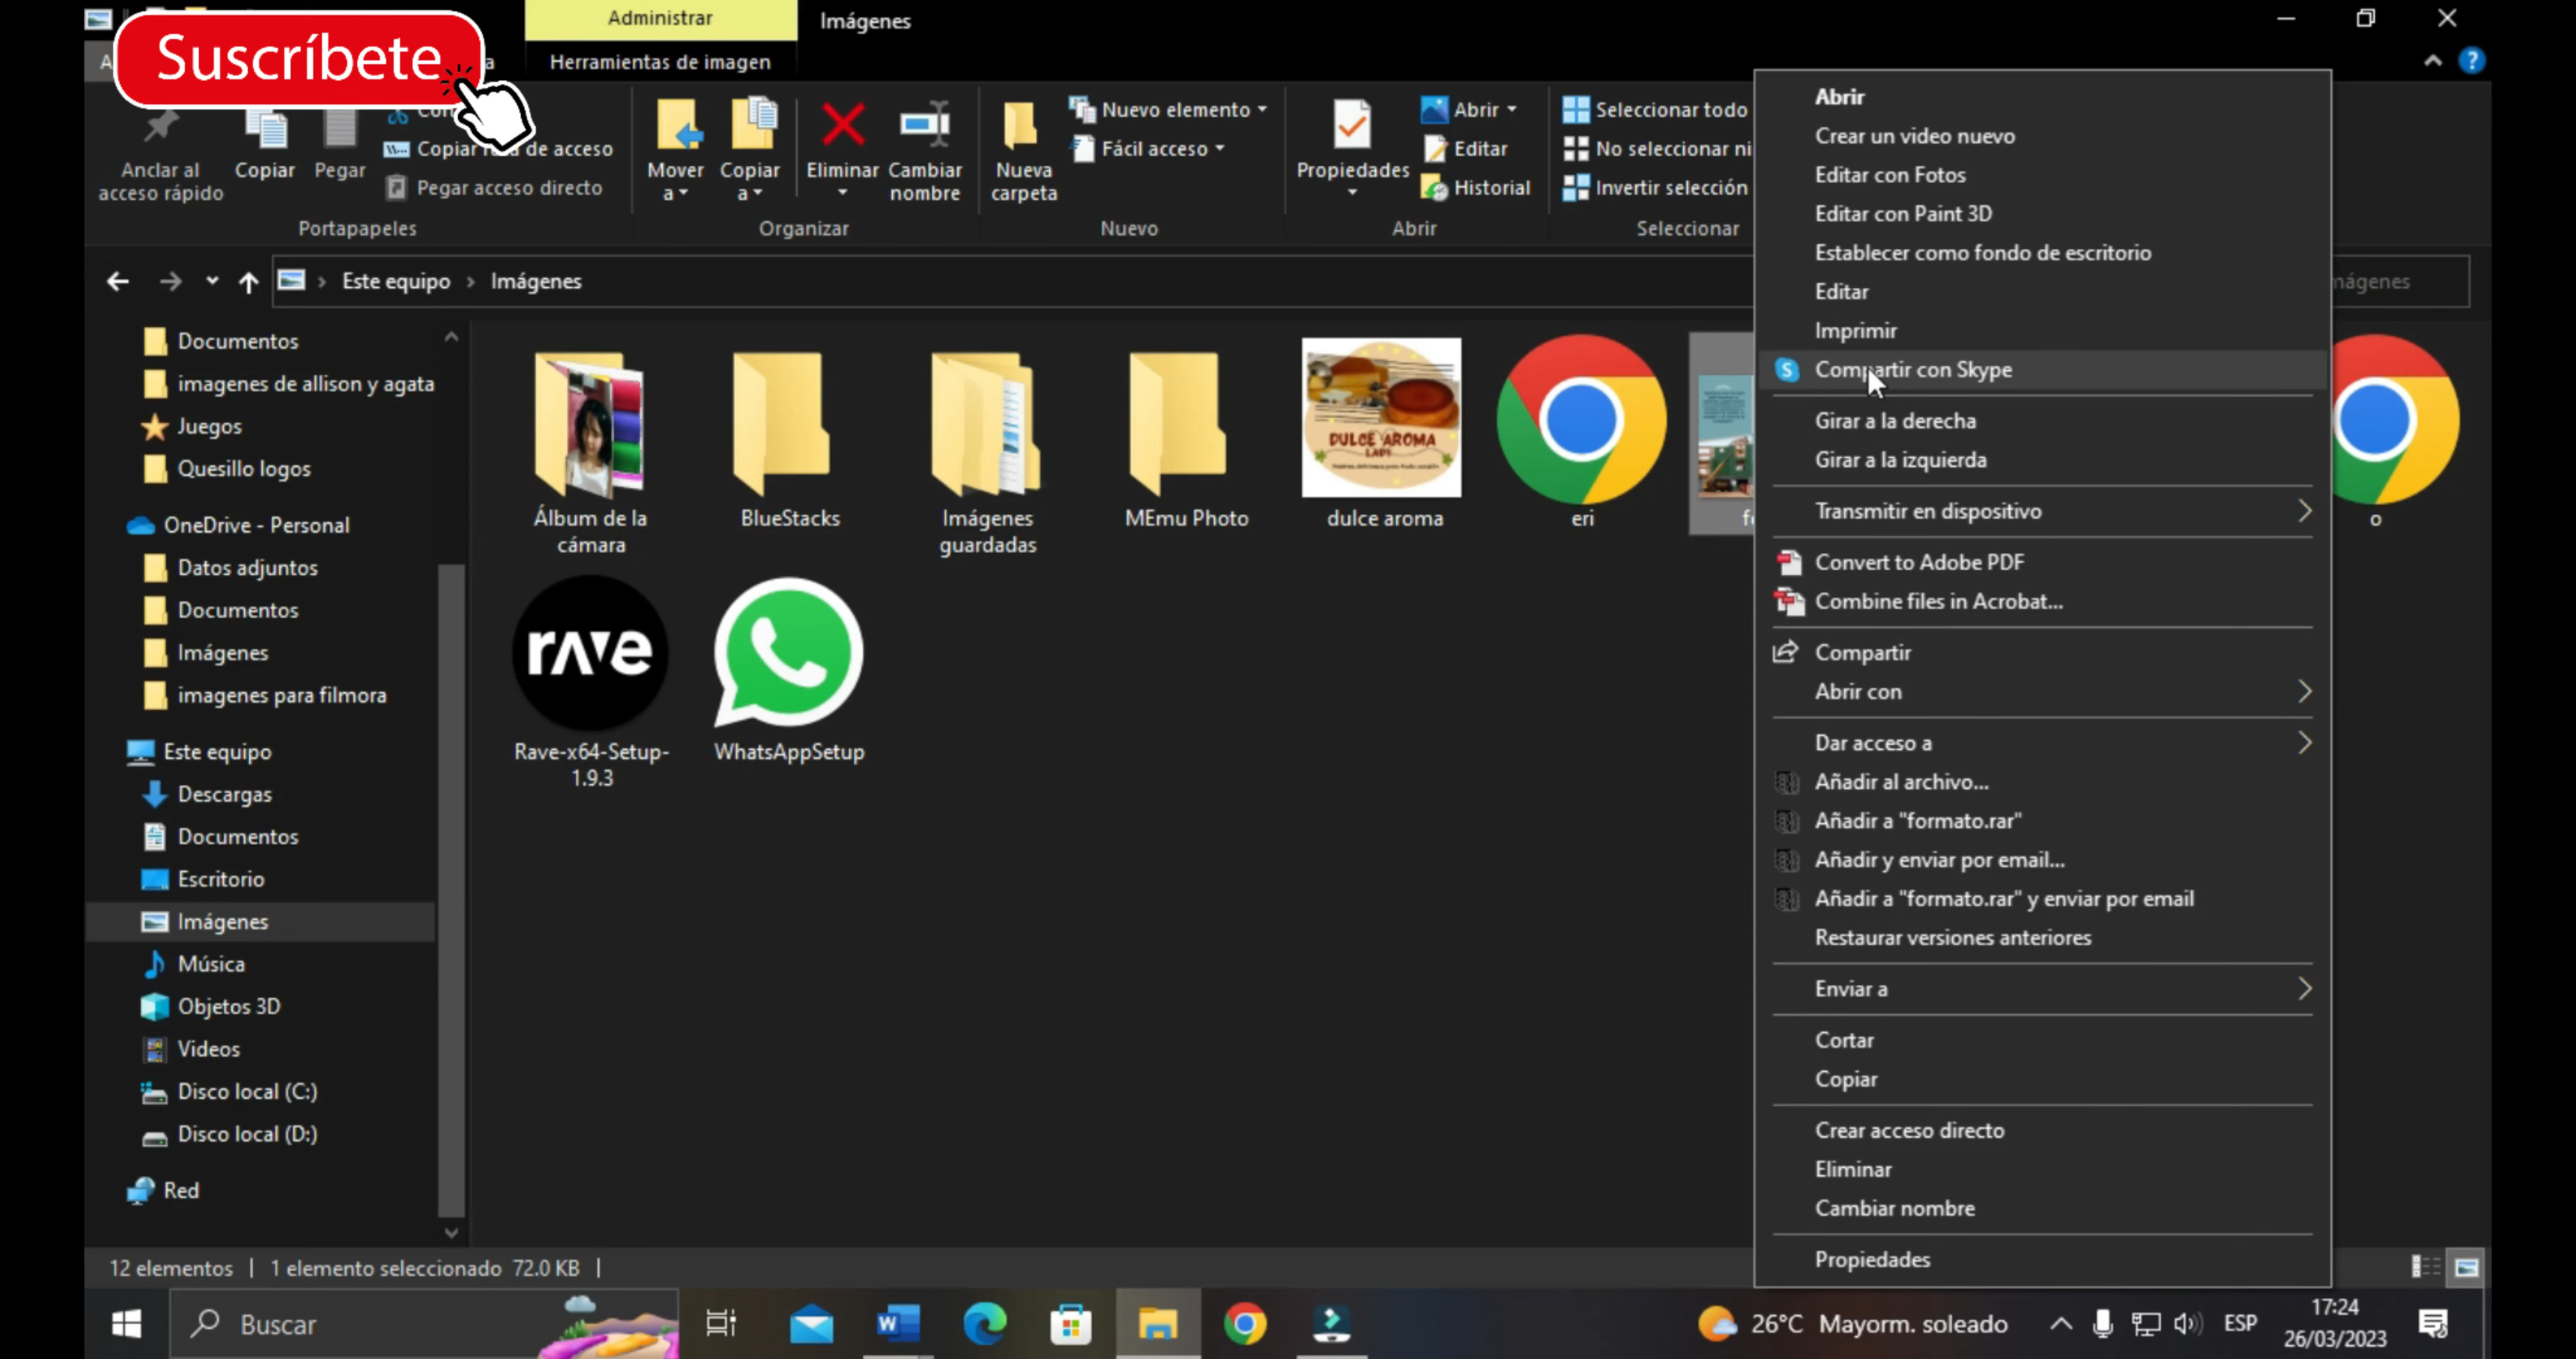 Suscríbete
Administrar
Imágenes
Herramientas de imagen
Anclar al
acceso rápido
Copiar
Pegar
Pegar acceso directo
Portapapeles
Mover
a
Copiar
a
Eliminar
Cambiar
nombre
Organizar
Nueva
carpeta
Nuevo elemento
Fácil acceso
Nuevo
Propiedades
Abrir
Editar
Historial
Abrir
Seleccionar todo
No seleccionar ni
Invertir selección
Seleccionar
Este equipo > Imágenes
Documentos
imagenes de allison y agata
Juegos
Quesillo logos
OneDrive - Personal
Datos adjuntos
Documentos
Imágenes
imagenes para filmora
Este equipo
Descargas
Documentos
Escritorio
Imágenes
Música
Objetos 3D
Videos
Disco local (C:)
Disco local (D:)
Red
Álbum de la
cámara
BlueStacks
Imágenes
guardadas
MEmu Photo
DULCE AROMA
dulce aroma
eri
o
rave
Rave-x64-Setup-
1.9.3
WhatsAppSetup
Abrir
Crear un video nuevo
Editar con Fotos
Editar con Paint 3D
Establecer como fondo de escritorio
Editar
Imprimir
Compartir con Skype
Girar a la derecha
Girar a la izquierda
Transmitir en dispositivo
Convert to Adobe PDF
Combine files in Acrobat...
Compartir
Abrir con
Dar acceso a
Añadir al archivo...
Añadir a "formato.rar"
Añadir y enviar por email...
Añadir a "formato.rar" y enviar por email
Restaurar versiones anteriores
Enviar a
Cortar
Copiar
Crear acceso directo
Eliminar
Cambiar nombre
Propiedades
12 elementos | 1 elemento seleccionado 72.0 KB |
Buscar
26°C Mayorm. soleado
ESP
17:24
26/03/2023